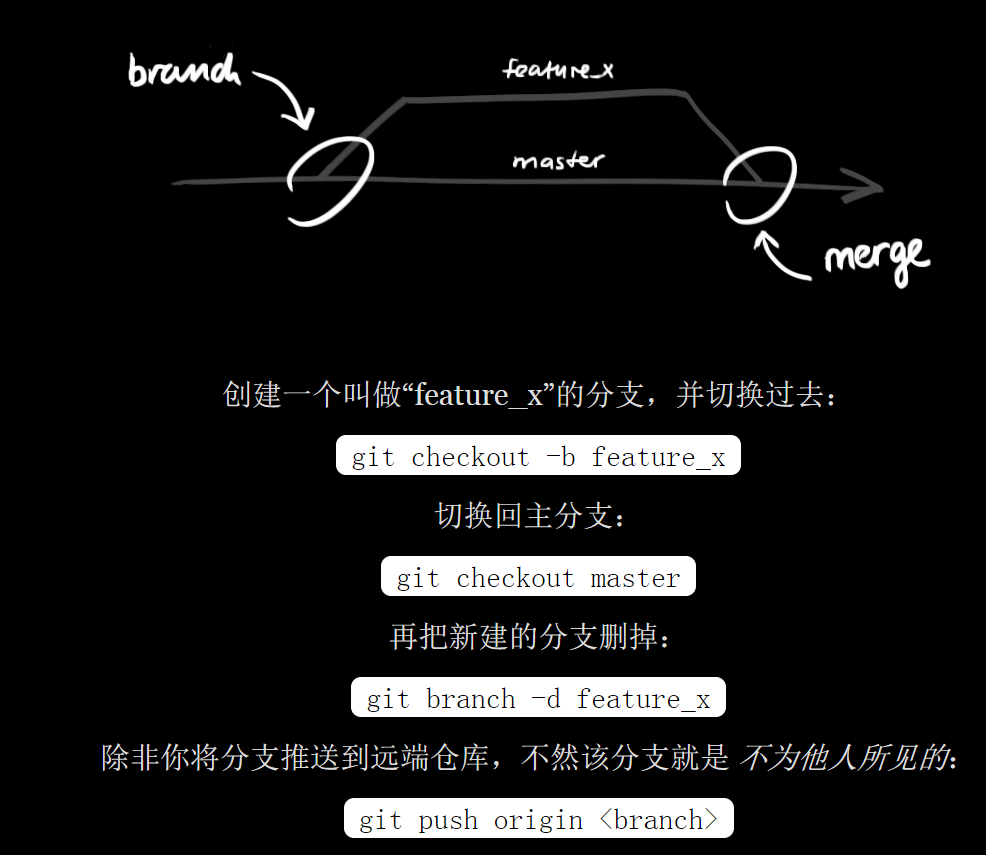 branch
feature_x
master
merge
创建一个叫做“feature_x”的分支，并切换过去：
git checkout -b feature_x
切换回主分支：
git checkout master
再把新建的分支删掉：
git branch -d feature_x
除非你将分支推送到远端仓库，不然该分支就是 不为他人所见的：
git push origin <branch>